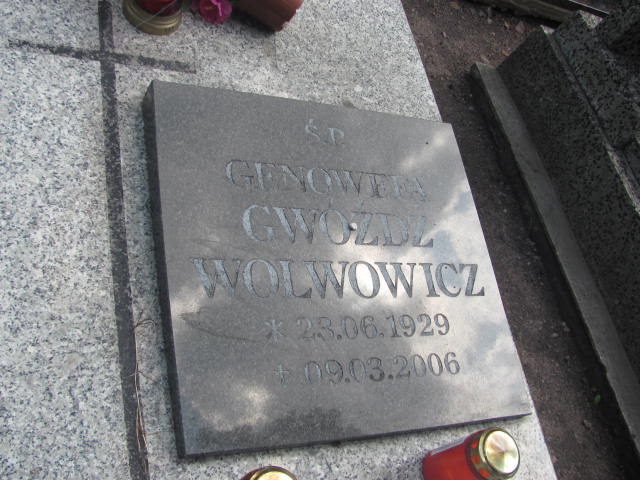 Ś.P.
GENOWEFA
GWÓŹDŹ
WOLWOWICZ
* 23.06.1929
+ 09.03.2006